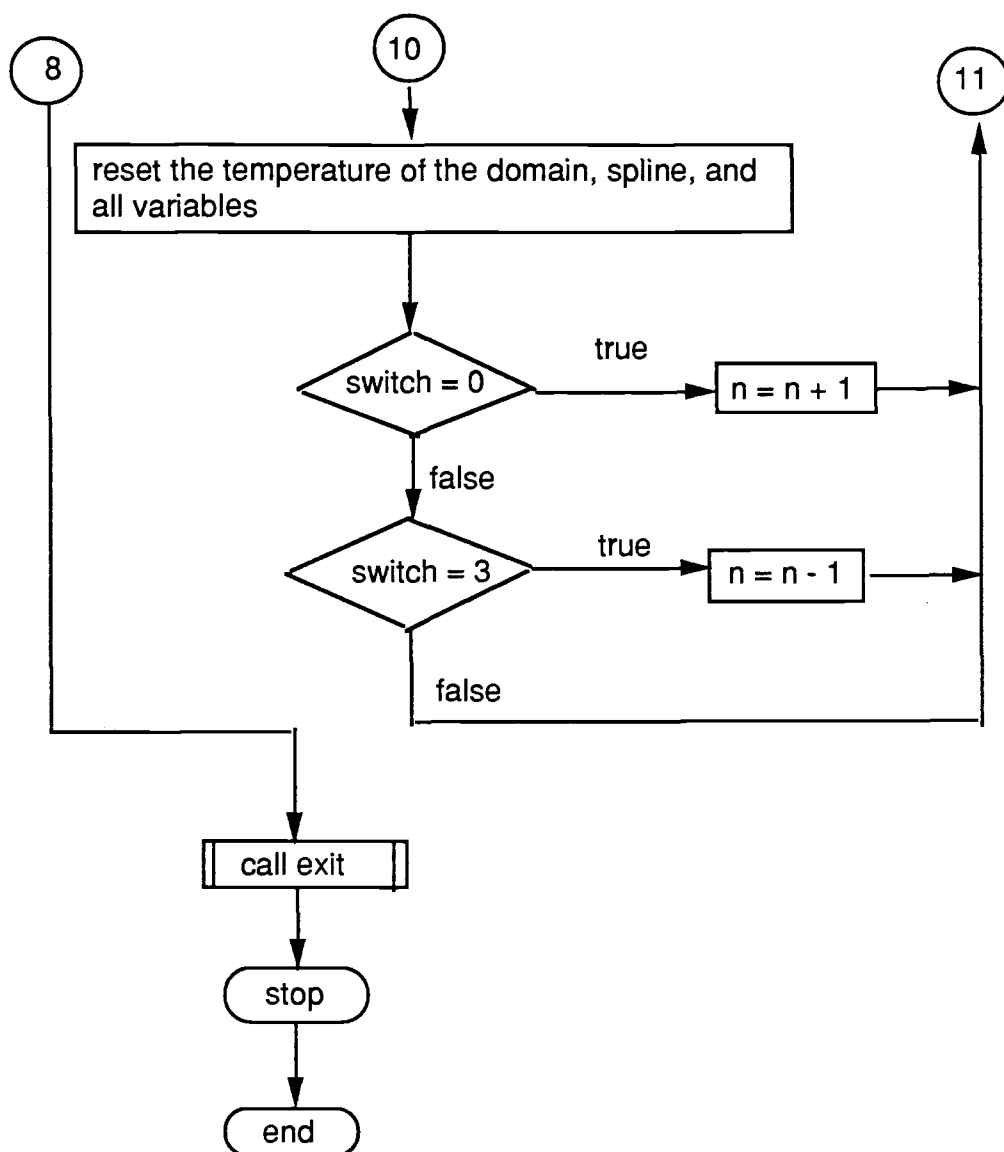 8
10
11
reset the temperature of the domain, spline, and
all variables
switch = 0
true
n = n + 1
false
switch = 3
true
n = n - 1
false
call exit
stop
end